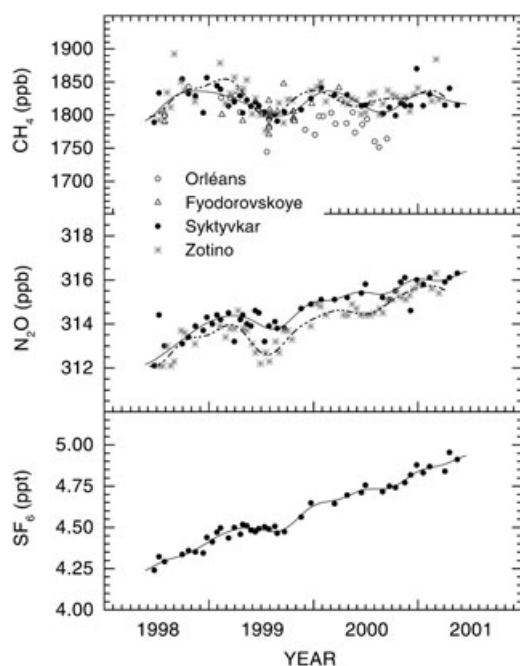 1900
1850
1800
1750
1700
CH4 (ppb)
Orléans
Fyodorovskoye
Syktyvkar
Zotino
318
316
314
312
N2O (ppb)
5.00
4.75
4.50
4.25
4.00
SF6 (ppt)
1998 1999 2000 2001
YEAR